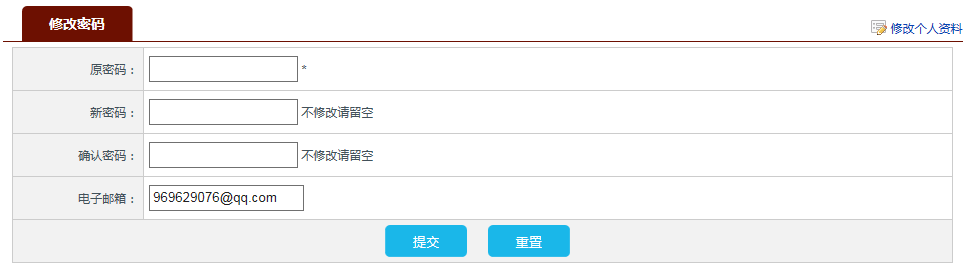 修改密码
修改个人资料
原密码： *
新密码： 不修改请留空
确认密码： 不修改请留空
电子邮箱： 969629076@qq.com
提交 重置